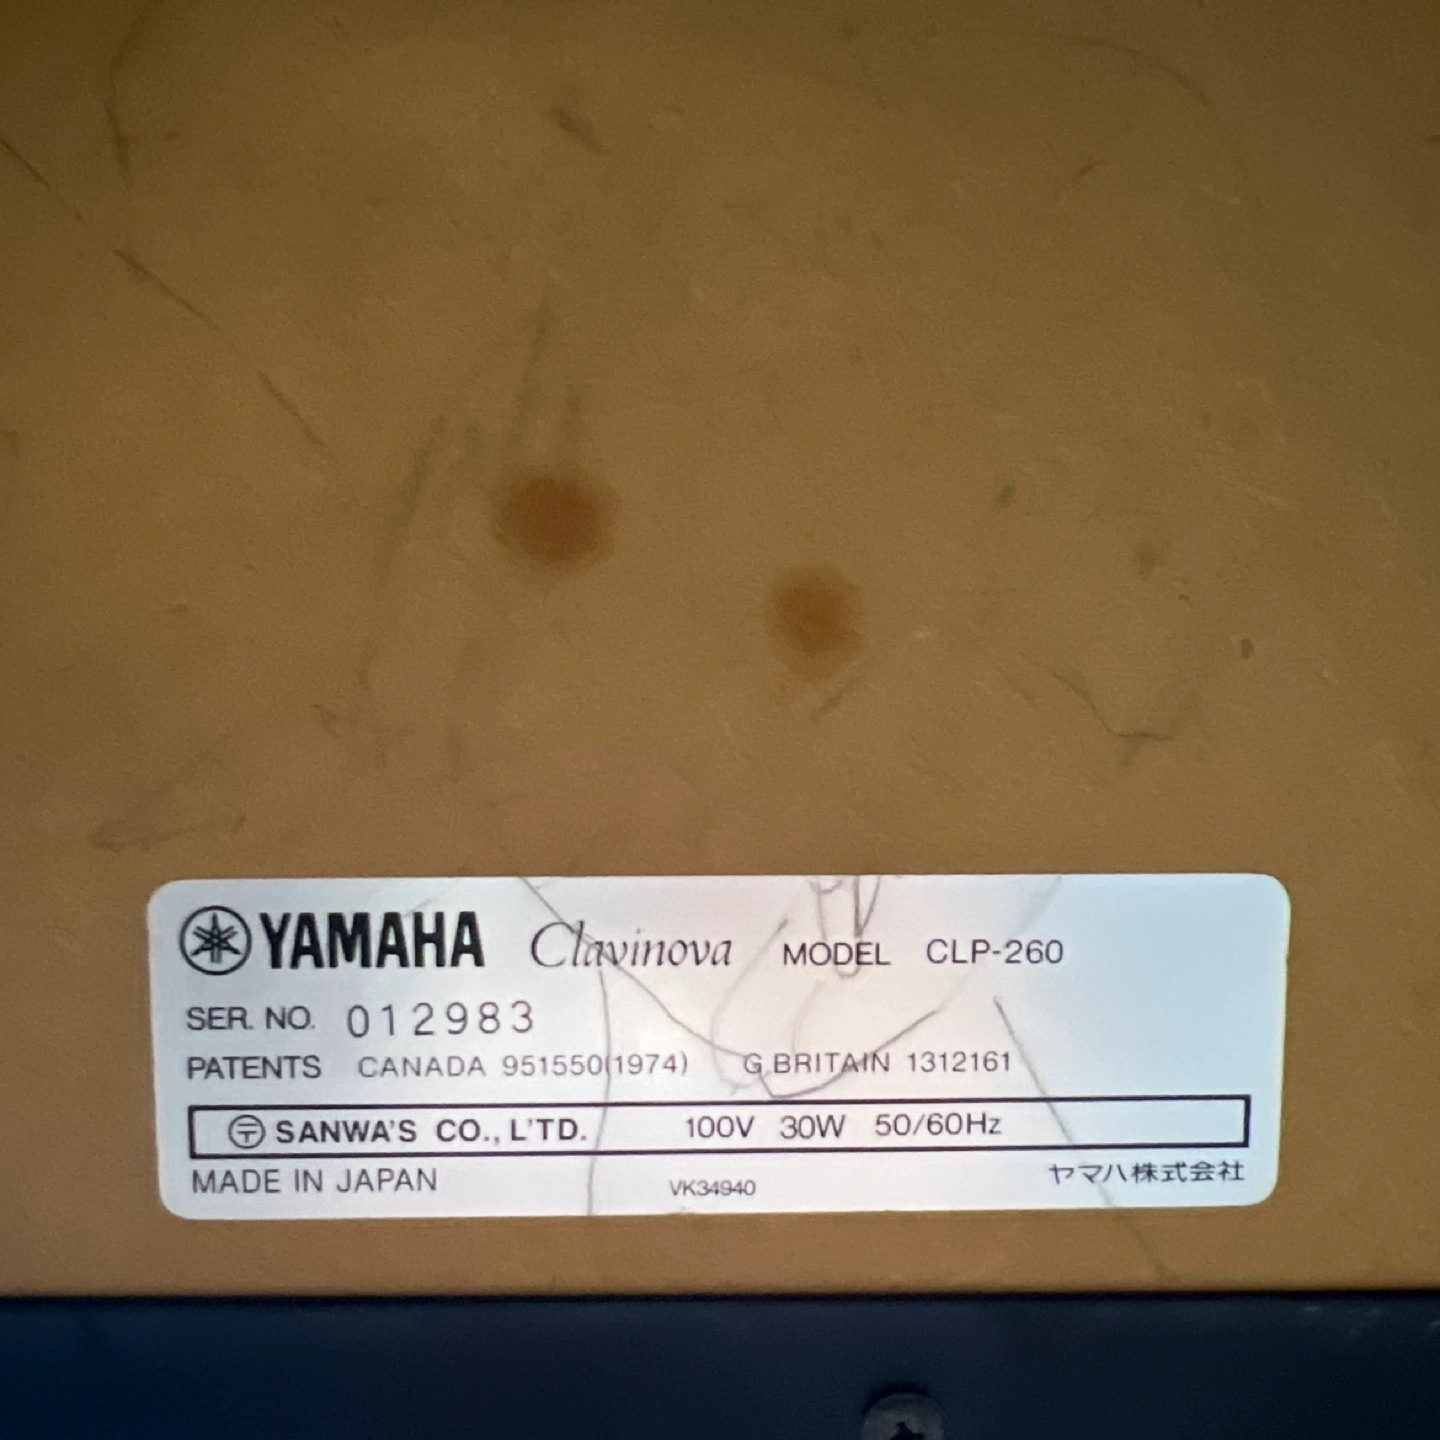 YAMAHA Clavinova MODEL CLP-260
SER. NO. 012983
PATENTS CANADA 951550(1974) G.BRITAIN 1312161
〶 SANWA'S CO., L'TD. 100V 30W 50/60Hz
MADE IN JAPAN VK34940 ヤマハ株式会社